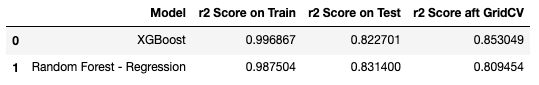 Model r2 Score on Train r2 Score on Test r2 Score aft GridCV
0 XGBoost 0.996867 0.822701 0.853049
1 Random Forest - Regression 0.987504 0.831400 0.809454